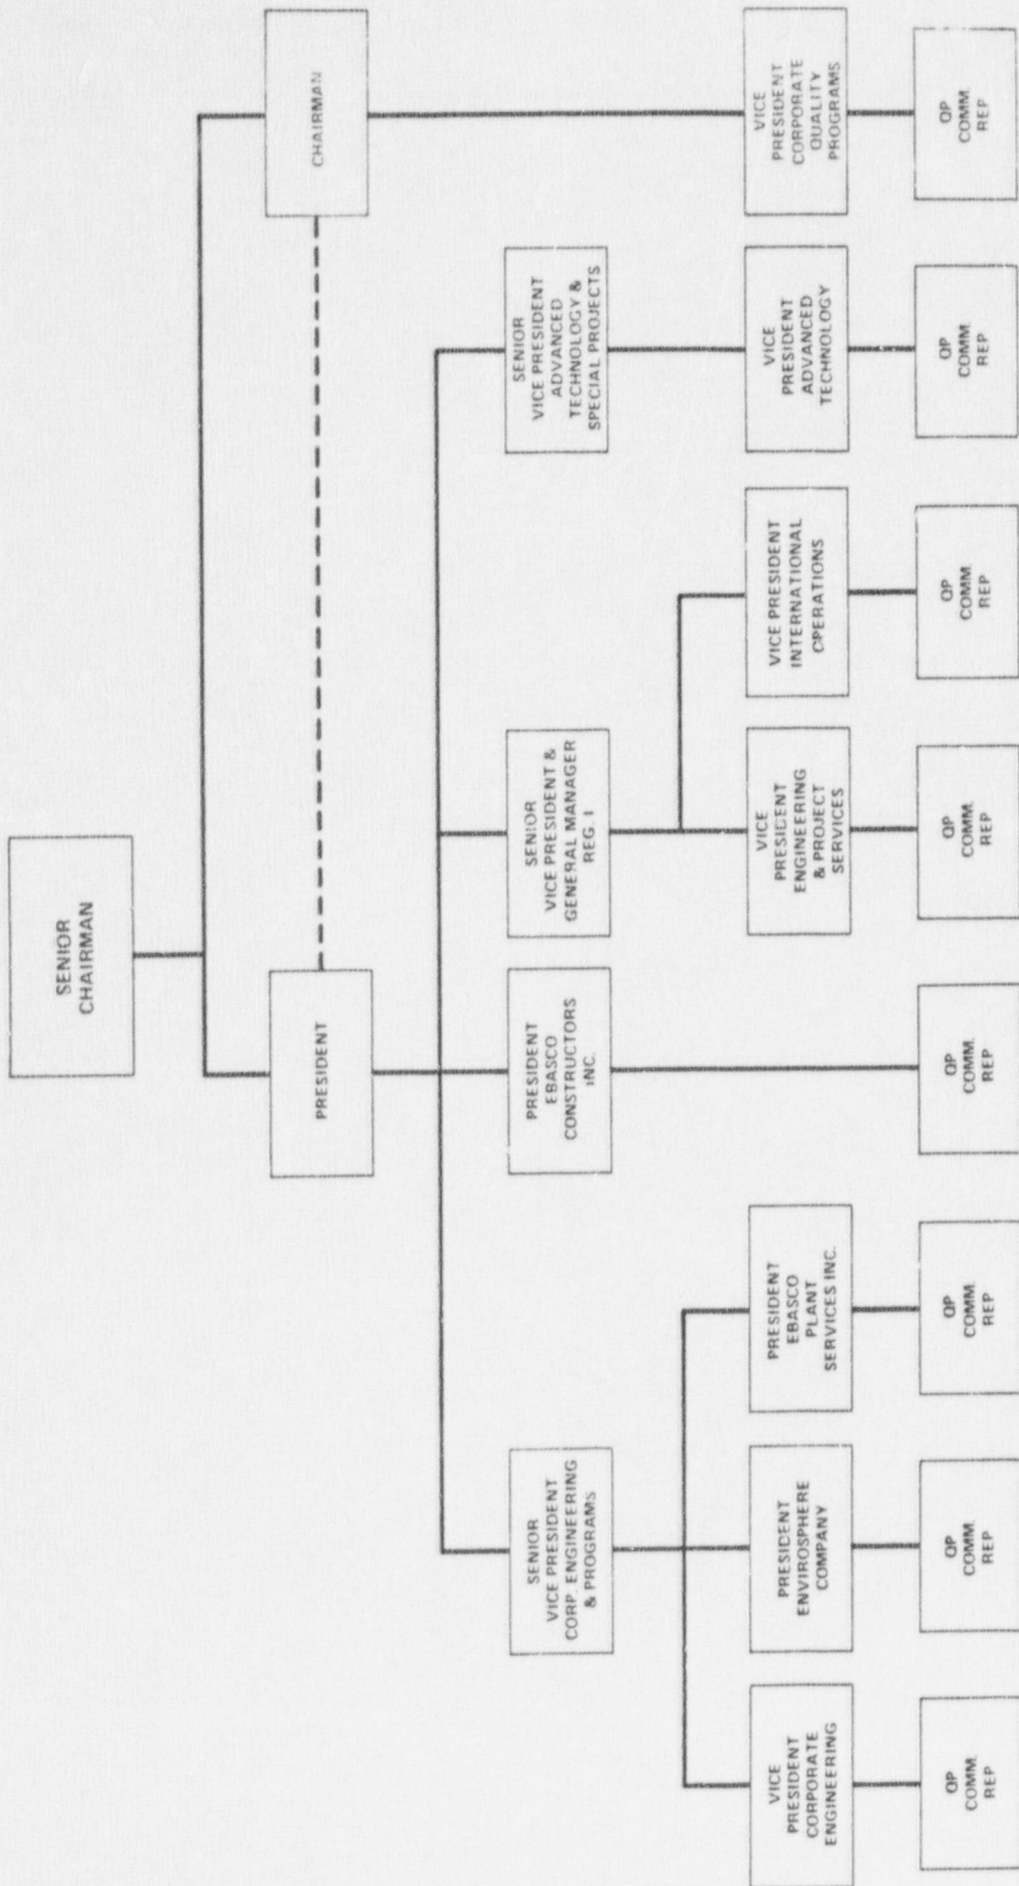 SENIOR
CHAIRMAN
PRESIDENT
CHAIRMAN
SENIOR
VICE PRESIDENT
CORP. ENGINEERING
& PROGRAMS
PRESIDENT
EBASCO
CONSTRUCTORS
INC.
SENIOR
VICE PRESIDENT &
GENERAL MANAGER
REG. I
SENIOR
VICE PRESIDENT
ADVANCED
TECHNOLOGY &
SPECIAL PROJECTS
VICE
PRESIDENT
CORPORATE
ENGINEERING
PRESIDENT
ENVIROSPHERE
COMPANY
PRESIDENT
EBASCO
PLANT
SERVICES INC.
VICE
PRESIDENT
ENGINEERING
& PROJECT
SERVICES
VICE PRESIDENT
INTERNATIONAL
OPERATIONS
VICE
PRESIDENT
ADVANCED
TECHNOLOGY
VICE
PRESIDENT
CORPORATE
QUALITY
PROGRAMS
QP
COMM.
REP
QP
COMM.
REP
QP
COMM.
REP
QP
COMM.
REP
QP
COMM.
REP
QP
COMM.
REP
QP
COMM.
REP
QP
COMM.
REP